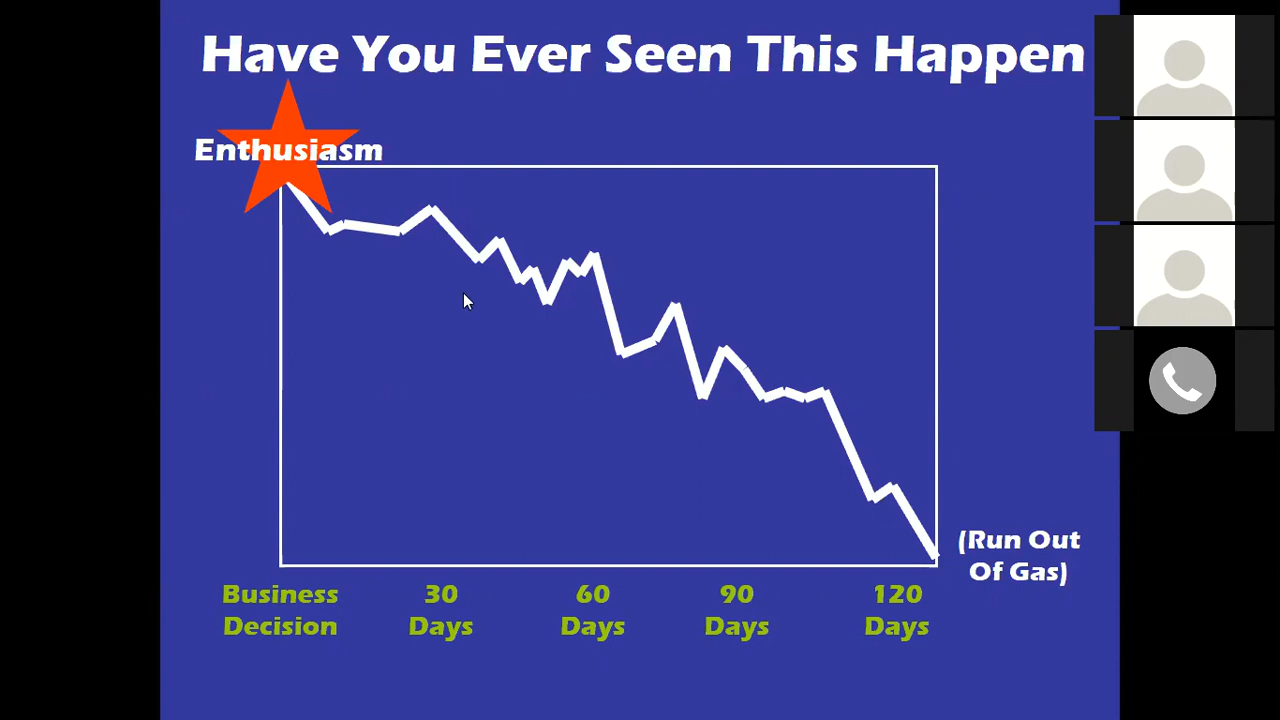 Have You Ever Seen This Happen
Enthusiasm
(Run Out
Of Gas)
Business
Decision
30
Days
60
Days
90
Days
120
Days